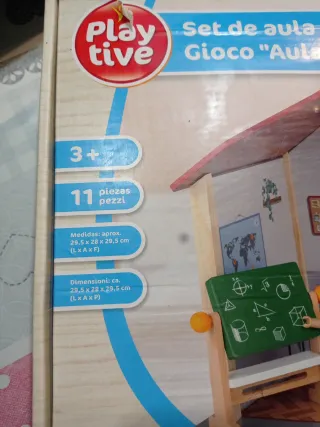 Play
tive
Set de aula
Gioco "Aula
3+
11 piezas
pezzi
Medidas: aprox.
29,5 x 28 x 29,5 cm
(L x A x F)
Dimensioni: ca.
29,5 x 28 x 29,5 cm
(L x A x P)